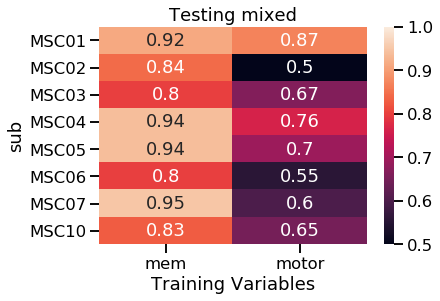 Testing mixed
sub
MSC01 0.92 0.87
MSC02 0.84 0.5
MSC03 0.8 0.67
MSC04 0.94 0.76
MSC05 0.94 0.7
MSC06 0.8 0.55
MSC07 0.95 0.6
MSC10 0.83 0.65
mem motor
Training Variables
1.0
0.9
0.8
0.7
0.6
0.5